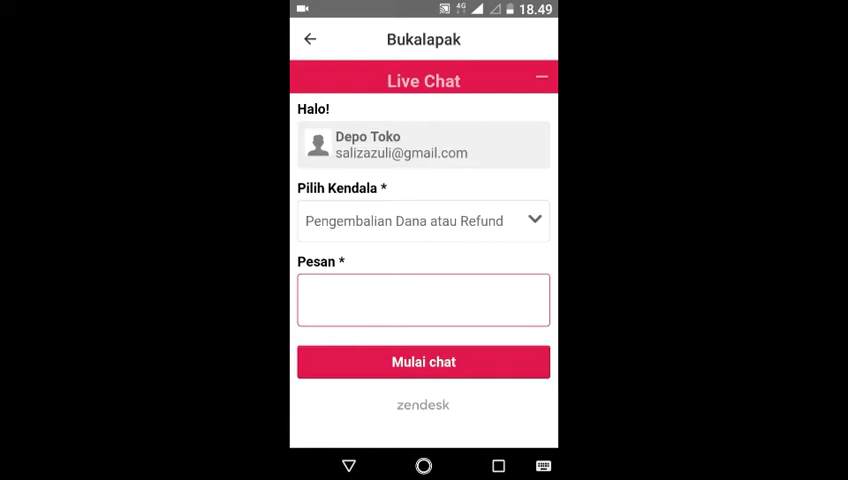 4G 18.49
Bukalapak
Live Chat
Halo!
Depo Toko
salizazuli@gmail.com
Pilih Kendala *
Pengembalian Dana atau Refund
Pesan *
Mulai chat
zendesk